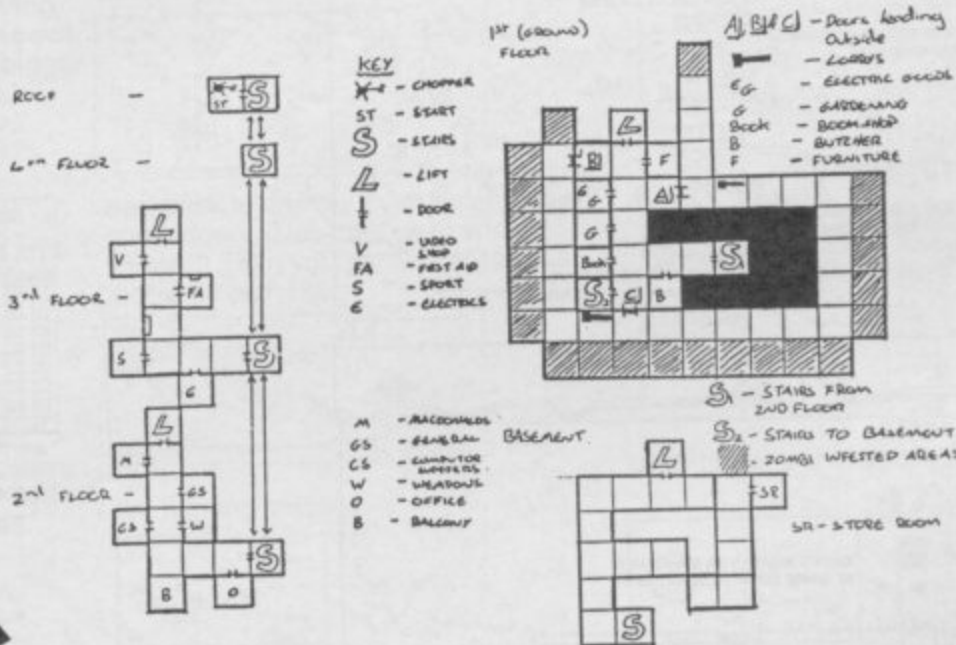 1st (GROUND)
FLOOR
A) B) & C) - Doors leading
Outside
- LORRYS
EG - ELECTRIC GOODS
G - GARDENING
BOOK - BOOKSHOP
B - BUTCHER
F - FURNITURE
KEY
- CHOPPER
ST - START
S - STAIRS
L - LIFT
- DOOR
V - VIDEO
SHOP
FA - FIRST AID
S - SPORT
E - ELECTRICS
M - MACDONALDS
GS - GENERAL
CS - COMPUTOR
W - WEAPONS
O - OFFICE
B - BALCONY
ROOF -
ST S
4TH FLOOR -
S
3rd FLOOR -
L
V
FA
S S
E
2nd FLOOR -
L
M
GS
CS W
S
B O
L
B) F
EG A)
G
Book S1
S2 C) B
S1 - STAIRS FROM
2ND FLOOR
S2 - STAIRS TO BASEMENT
- ZOMBI INFESTED AREAS
BASEMENT
L
SR
S
SR - STORE ROOM